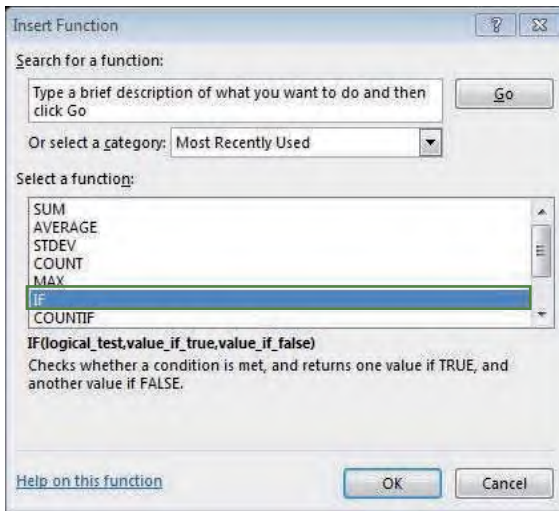 Insert Function
Search for a function:
Type a brief description of what you want to do and then
click Go
Go
Or select a category: Most Recently Used
Select a function:
SUM
AVERAGE
STDEV
COUNT
MAX
IF
COUNTIF
IF(logical_test,value_if_true,value_if_false)
Checks whether a condition is met, and returns one value if TRUE, and
another value if FALSE.
Help on this function
OK
Cancel